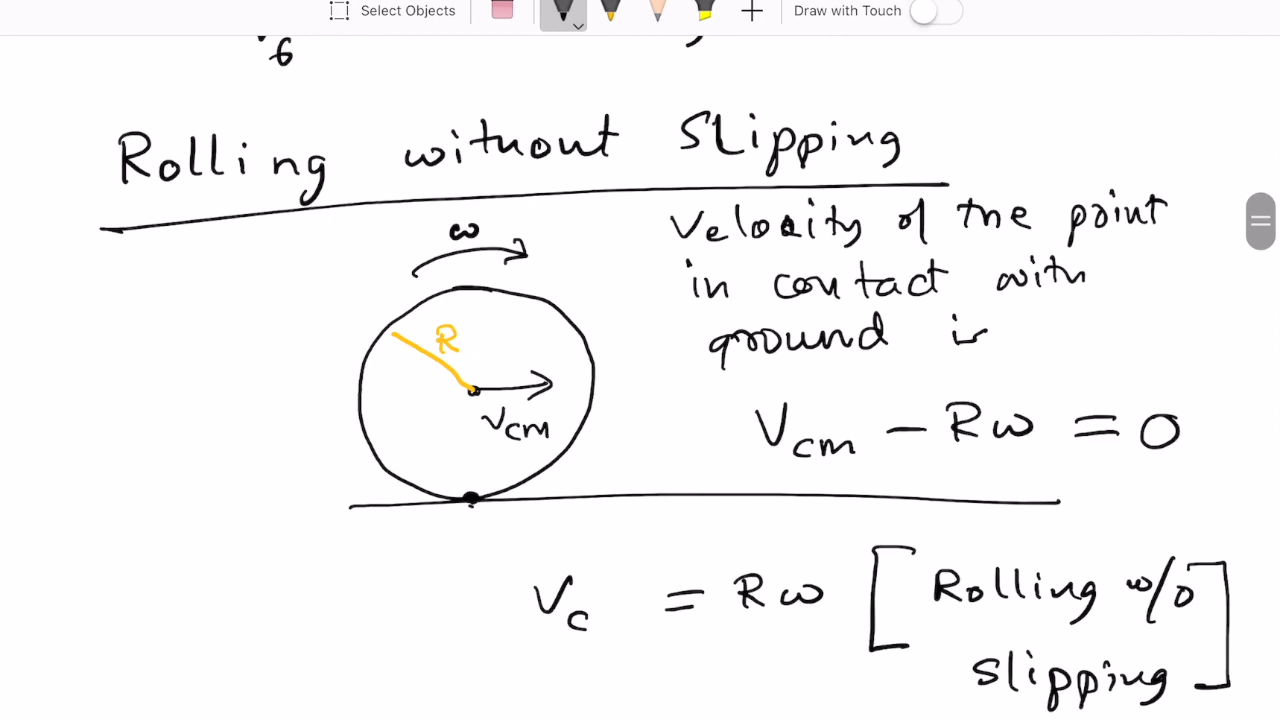 Select Objects
Draw with Touch
6
Rolling without Slipping
ω
Velocity of the point
in contact with
ground is
R
Vcm
Vcm - Rω = 0
Vc = Rω [Rolling w/o
slipping]